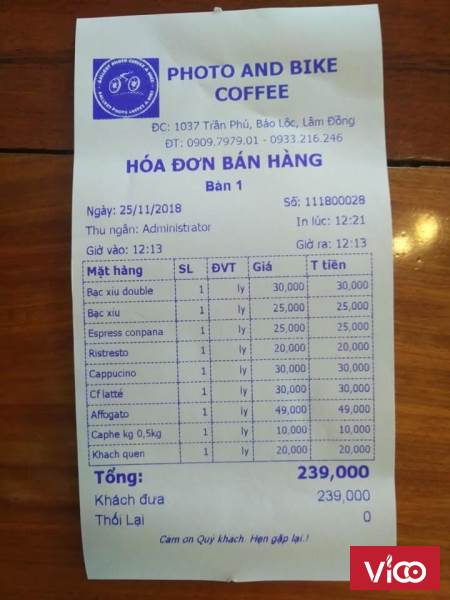 PHOTO AND BIKE
COFFEE
ĐC: 1037 Trần Phú, Bảo Lộc, Lâm Đồng
ĐT: 0909.7979.01 - 0933.216.246
HÓA ĐƠN BÁN HÀNG
Bàn 1
Ngày: 25/11/2018 Số: 111800028
Thu ngân: Administrator In lúc: 12:21
Giờ vào: 12:13 Giờ ra: 12:13
Mặt hàng SL ĐVT Giá T tiền
Bạc xiu double 1 ly 30,000 30,000
Bạc xiu 1 ly 25,000 25,000
Espress conpana 1 ly 25,000 25,000
Ristresto 1 ly 20,000 20,000
Cappucino 1 ly 30,000 30,000
Cf latté 1 ly 30,000 30,000
Affogato 1 ly 49,000 49,000
Caphe kg 0,5kg 1 ly 10,000 10,000
Khach quen 1 ly 20,000 20,000
Tổng: 239,000
Khách đưa 239,000
Thối Lại 0
Cam on Quý khach. Hẹn gặp lại.!
Vico